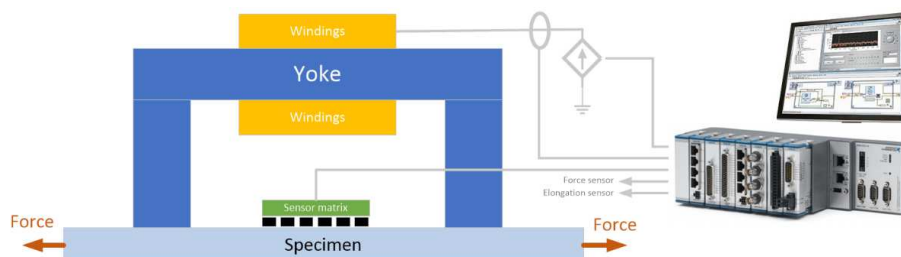 Windings
Yoke
Windings
Force sensor
Elongation sensor
Sensor matrix
Force
Force
Specimen